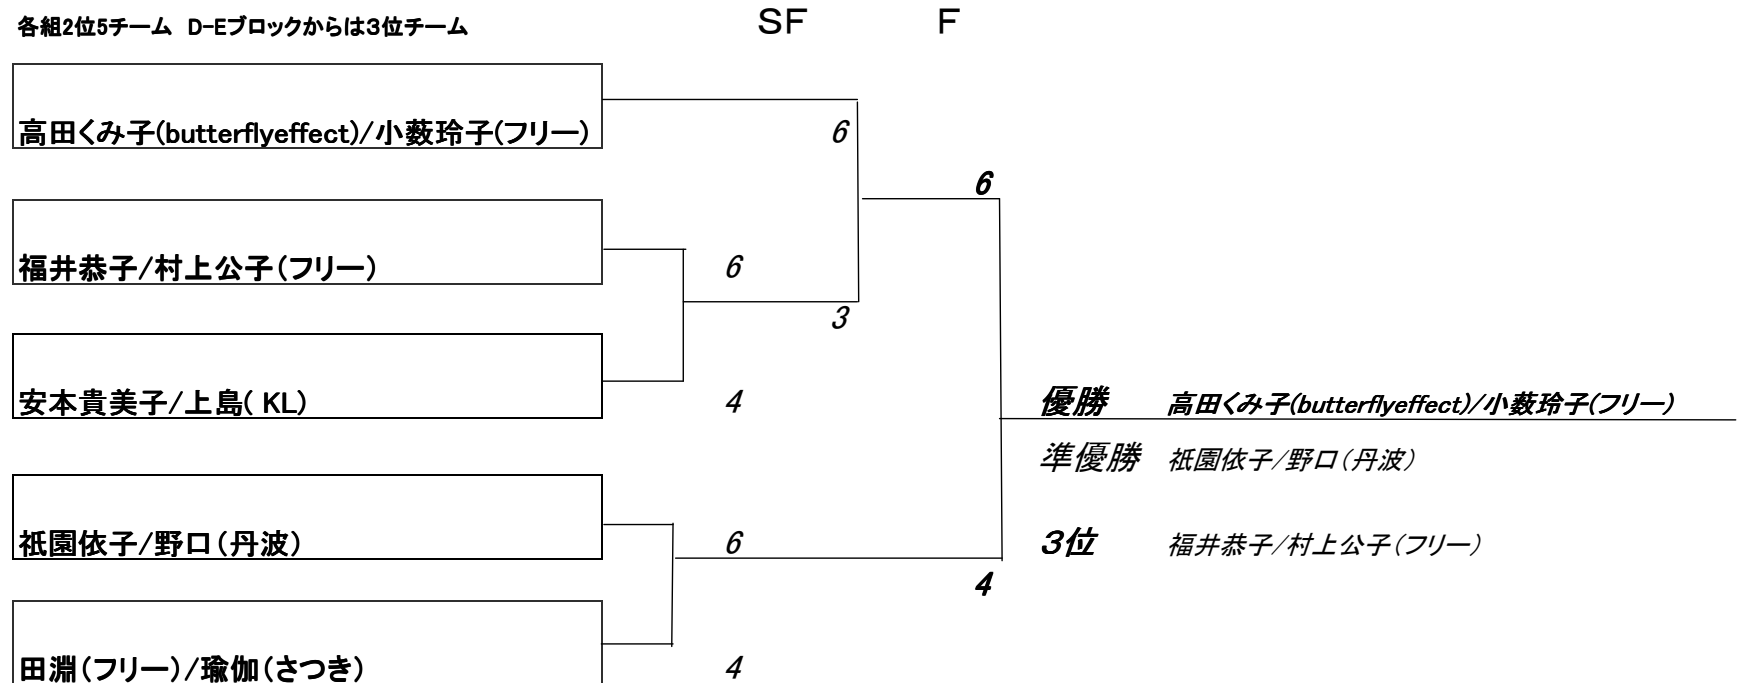 各組2位5チーム　D-Eブロックからは3位チーム
SF　F
高田くみ子(butterflyeffect)/小薮玲子(フリー)
6
6
福井恭子/村上公子（フリー）
6
3
安本貴美子/上島( KL)
4
優勝　高田くみ子(butterflyeffect)/小薮玲子(フリー)
準優勝　祇園依子/野口（丹波）
祇園依子/野口（丹波）
6
3位　福井恭子/村上公子（フリー）
4
田淵（フリー）/瑜伽（さつき）
4